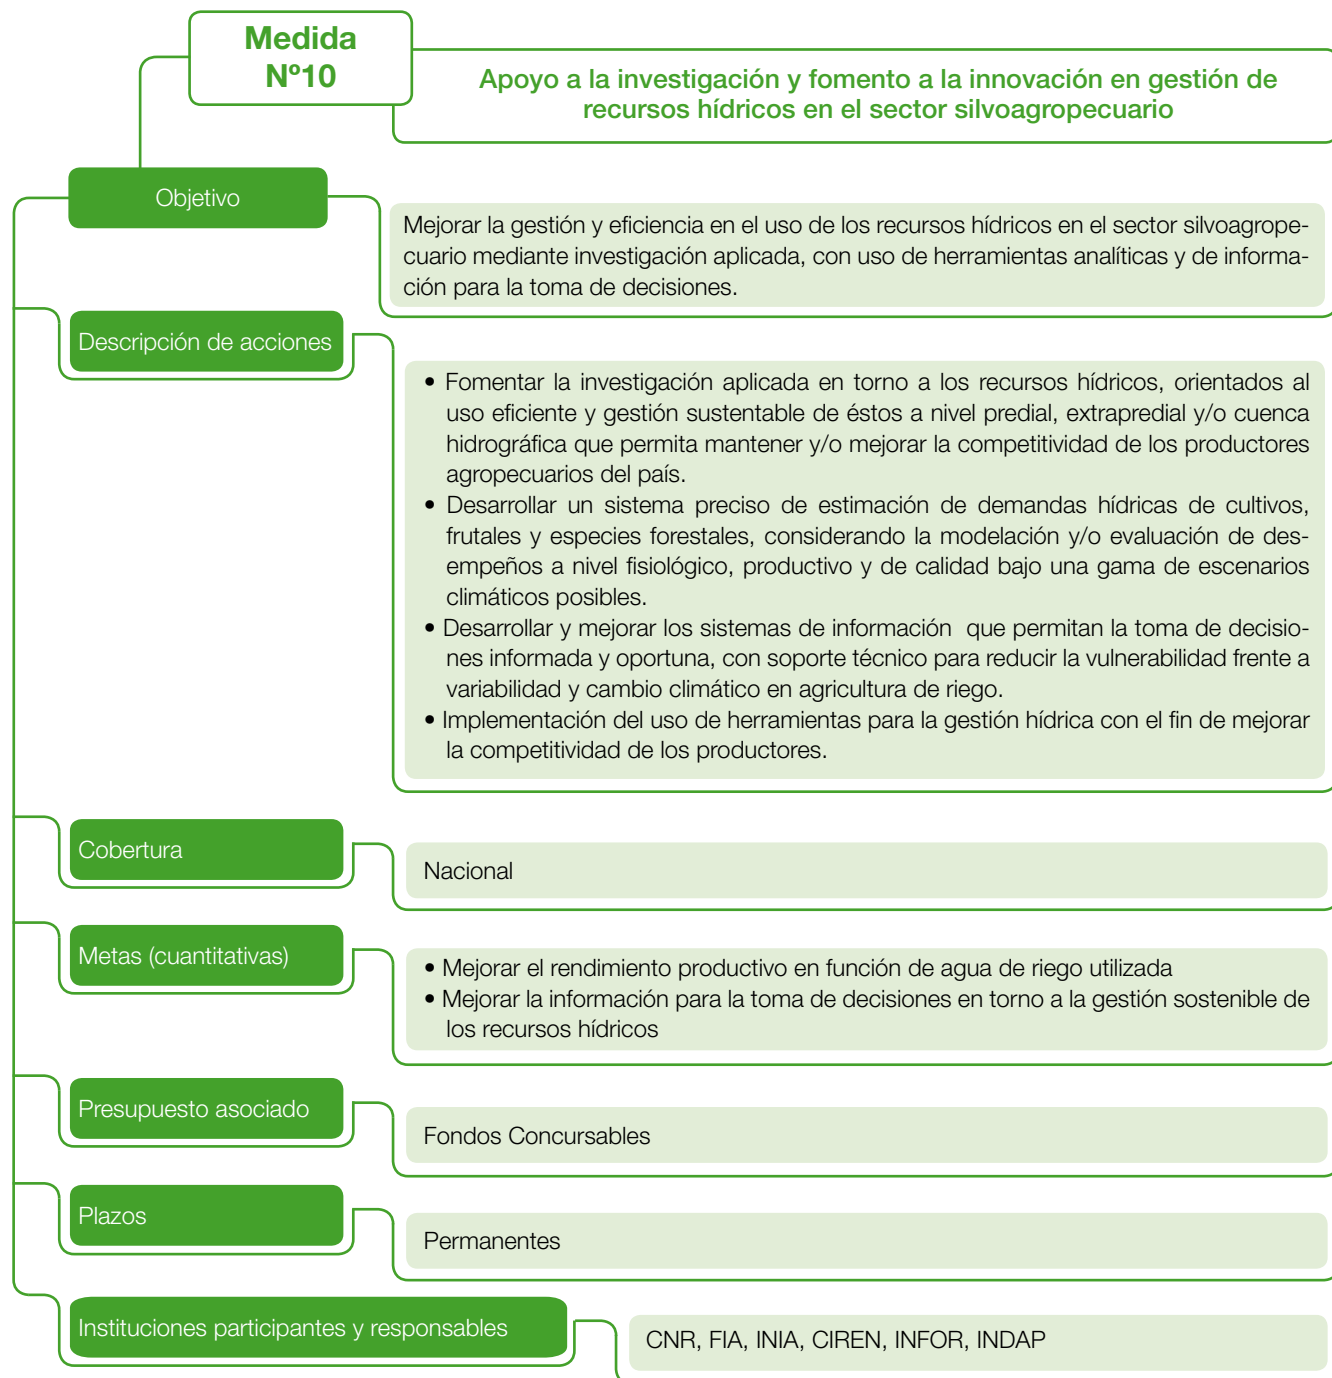 Medida
Nº10
Apoyo a la investigación y fomento a la innovación en gestión de
recursos hídricos en el sector silvoagropecuario
Objetivo
Mejorar la gestión y eficiencia en el uso de los recursos hídricos en el sector silvoagrope-
cuario mediante investigación aplicada, con uso de herramientas analíticas y de informa-
ción para la toma de decisiones.
Descripción de acciones
• Fomentar la investigación aplicada en torno a los recursos hídricos, orientados al
uso eficiente y gestión sustentable de éstos a nivel predial, extrapredial y/o cuenca
hidrográfica que permita mantener y/o mejorar la competitividad de los productores
agropecuarios del país.
• Desarrollar un sistema preciso de estimación de demandas hídricas de cultivos,
frutales y especies forestales, considerando la modelación y/o evaluación de des-
empeños a nivel fisiológico, productivo y de calidad bajo una gama de escenarios
climáticos posibles.
• Desarrollar y mejorar los sistemas de información que permitan la toma de decisio-
nes informada y oportuna, con soporte técnico para reducir la vulnerabilidad frente a
variabilidad y cambio climático en agricultura de riego.
• Implementación del uso de herramientas para la gestión hídrica con el fin de mejorar
la competitividad de los productores.
Cobertura
Nacional
Metas (cuantitativas)
• Mejorar el rendimiento productivo en función de agua de riego utilizada
• Mejorar la información para la toma de decisiones en torno a la gestión sostenible de
los recursos hídricos
Presupuesto asociado
Fondos Concursables
Plazos
Permanentes
Instituciones participantes y responsables
CNR, FIA, INIA, CIREN, INFOR, INDAP